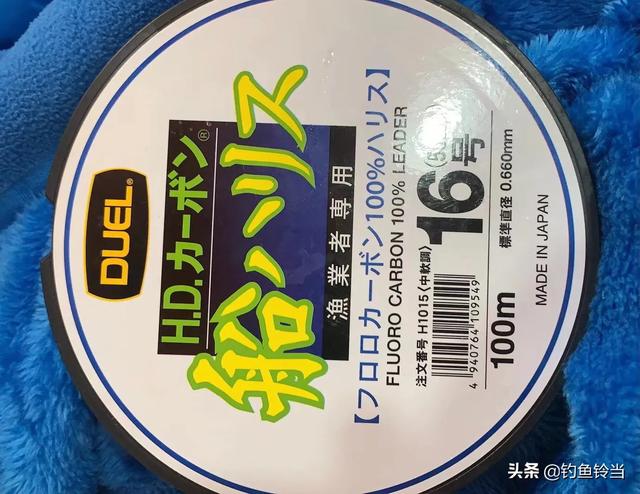 DUEL®
H.D.カーボン®
船ハリス
漁業者専用
【フロロカーボン100%ハリス】
FLUORO CARBON 100% LEADER
16号
注文番号 H1015〈中軟調〉
標準直径 0.660mm
4 940764 109549
100m
MADE IN JAPAN
头条 @钓鱼铃当